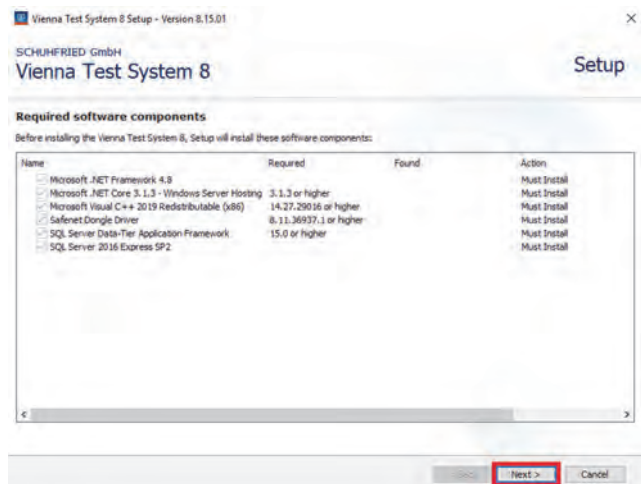 Vienna Test System 8 Setup - Version 8.15.01
SCHUHFRIED GmbH
Vienna Test System 8
Setup
Required software components
Before installing the Vienna Test System 8, Setup will install these software components:
Name Required Found Action
Microsoft .NET Framework 4.8 Must Install
Microsoft .NET Core 3.1.3 - Windows Server Hosting 3.1.3 or higher Must Install
Microsoft Visual C++ 2019 Redistributable (x86) 14.27.29016 or higher Must Install
Safenet Dongle Driver 8.11.36937.1 or higher Must Install
SQL Server Data-Tier Application Framework 15.0 or higher Must Install
SQL Server 2016 Express SP2 Must Install
Next > Cancel